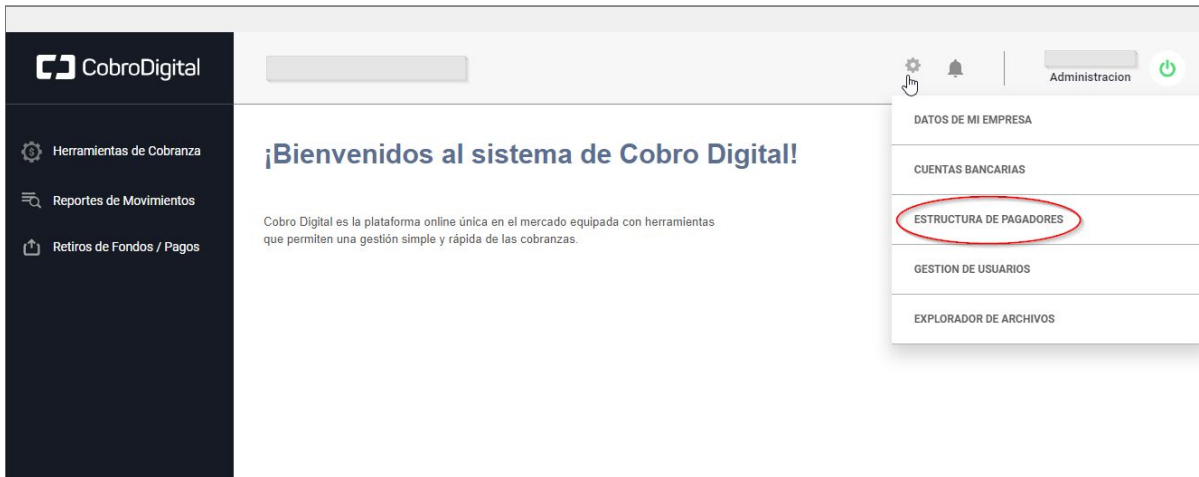 CobroDigital
Administracion
Herramientas de Cobranza
Reportes de Movimientos
Retiros de Fondos / Pagos
¡Bienvenidos al sistema de Cobro Digital!
Cobro Digital es la plataforma online única en el mercado equipada con herramientas
que permiten una gestión simple y rápida de las cobranzas.
DATOS DE MI EMPRESA
CUENTAS BANCARIAS
ESTRUCTURA DE PAGADORES
GESTION DE USUARIOS
EXPLORADOR DE ARCHIVOS